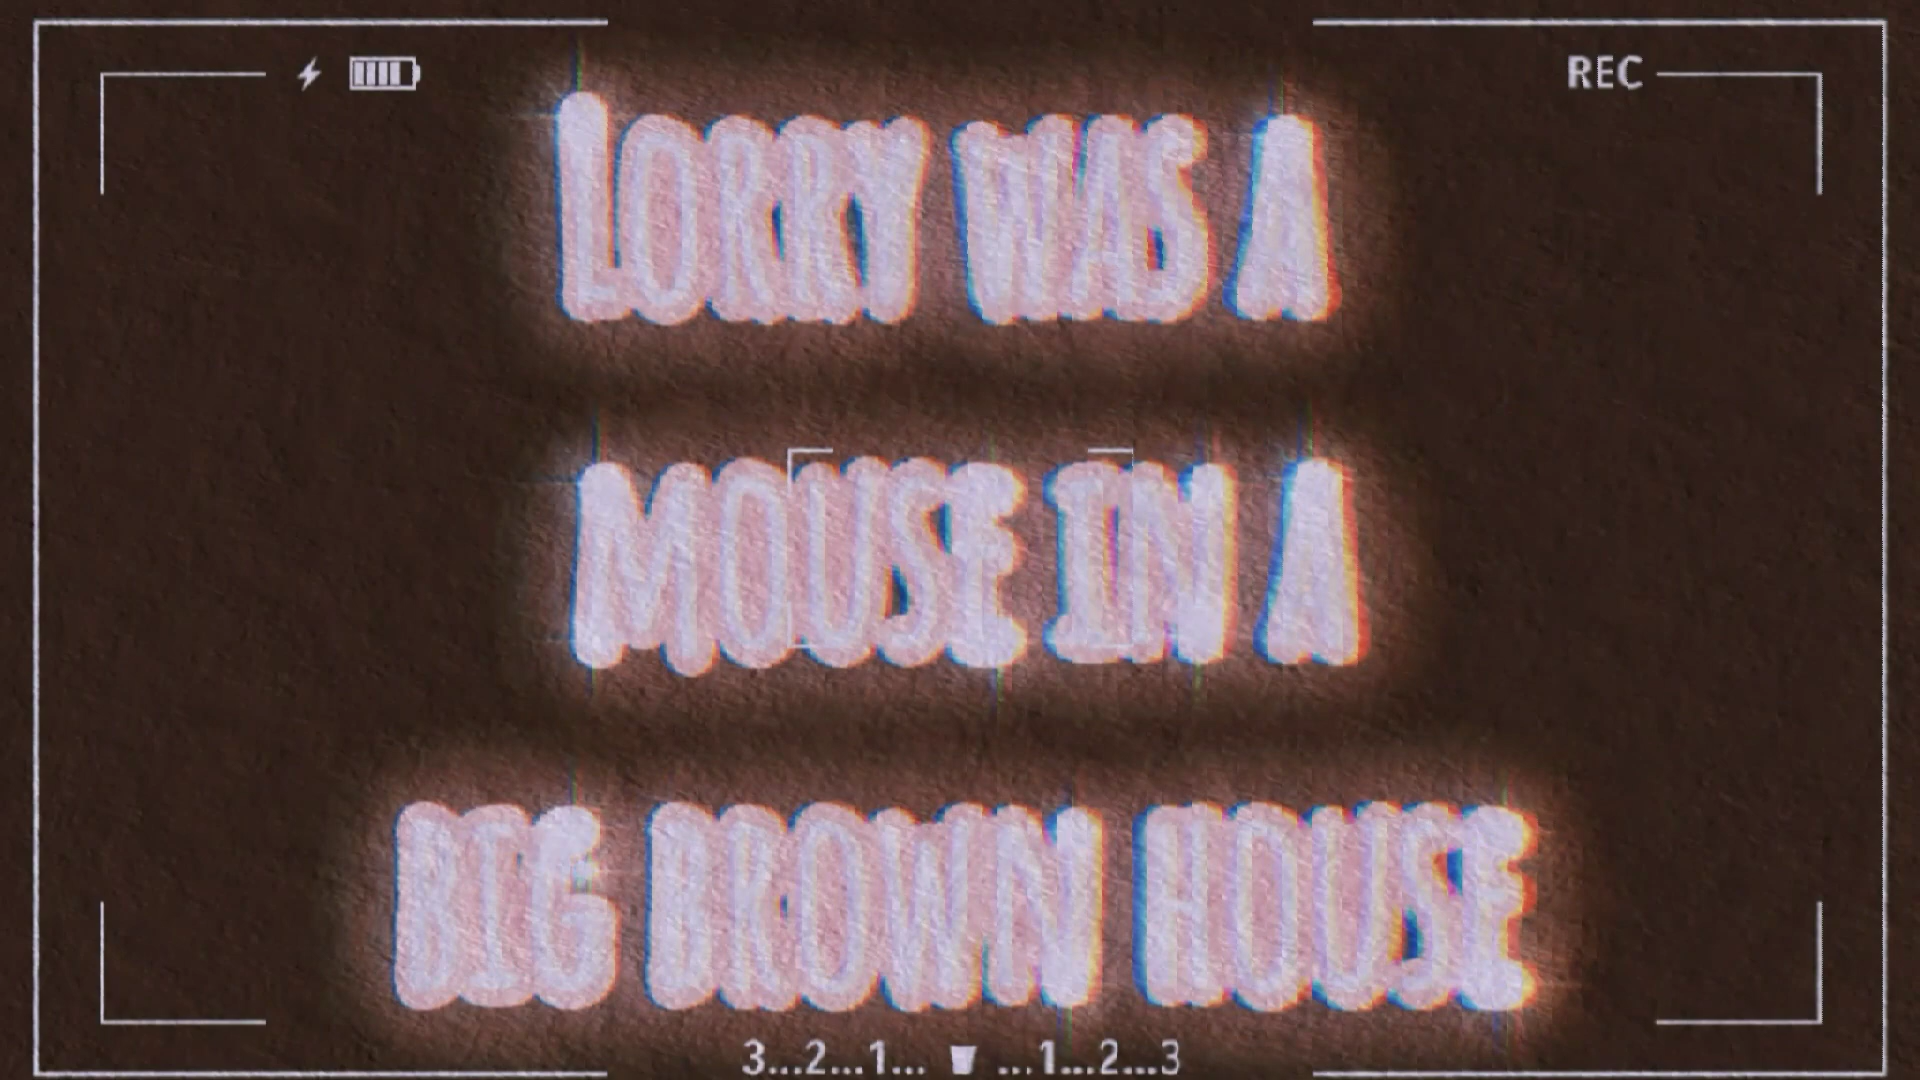 REC
LORRY WAS A
MOUSE IN A
BIG BROWN HOUSE
3...2...1... ...1...2...3